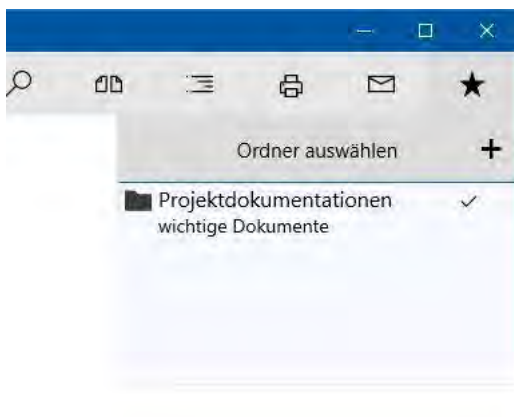 Ordner auswählen
Projektdokumentationen
wichtige Dokumente